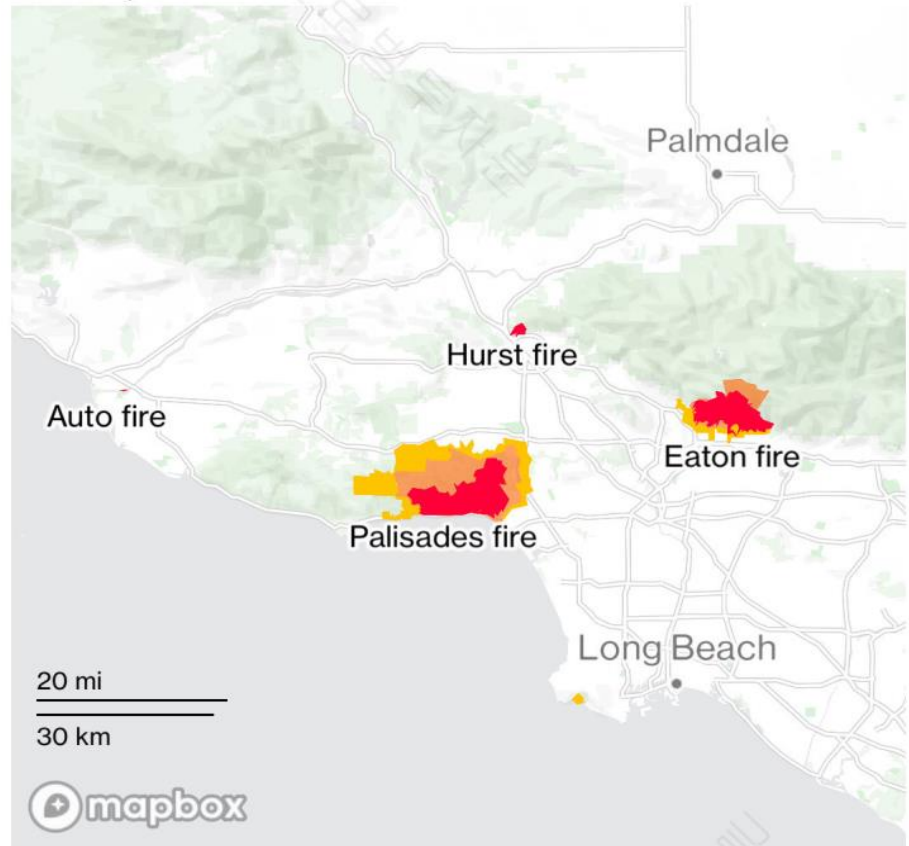 Palmdale
Hurst fire
Auto fire
Eaton fire
Palisades fire
Long Beach
20 mi
30 km
mapbox